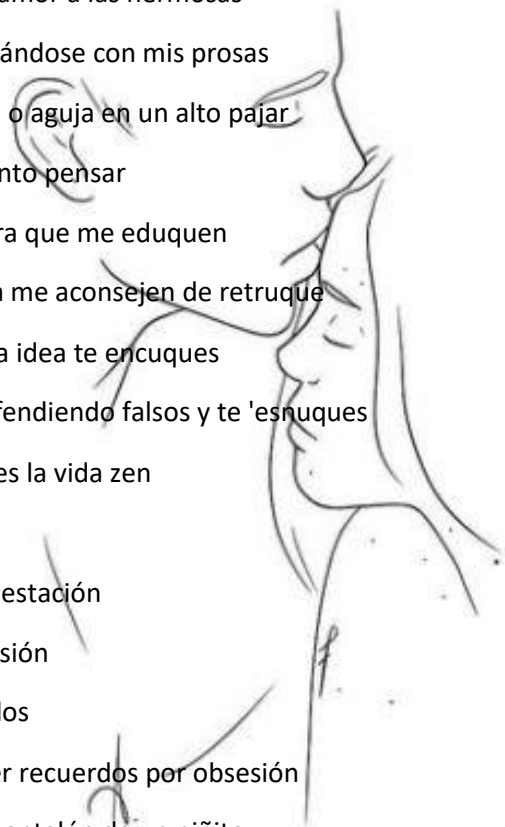 amor a las hermosas
ándose con mis prosas
o aguja en un alto pajar
nto pensar
ra que me eduquen
n me aconsejen de retruque
a idea te encuques
fendiendo falsos y te 'esnuques
es la vida zen
estación
sión
los
er recuerdos por obsesión